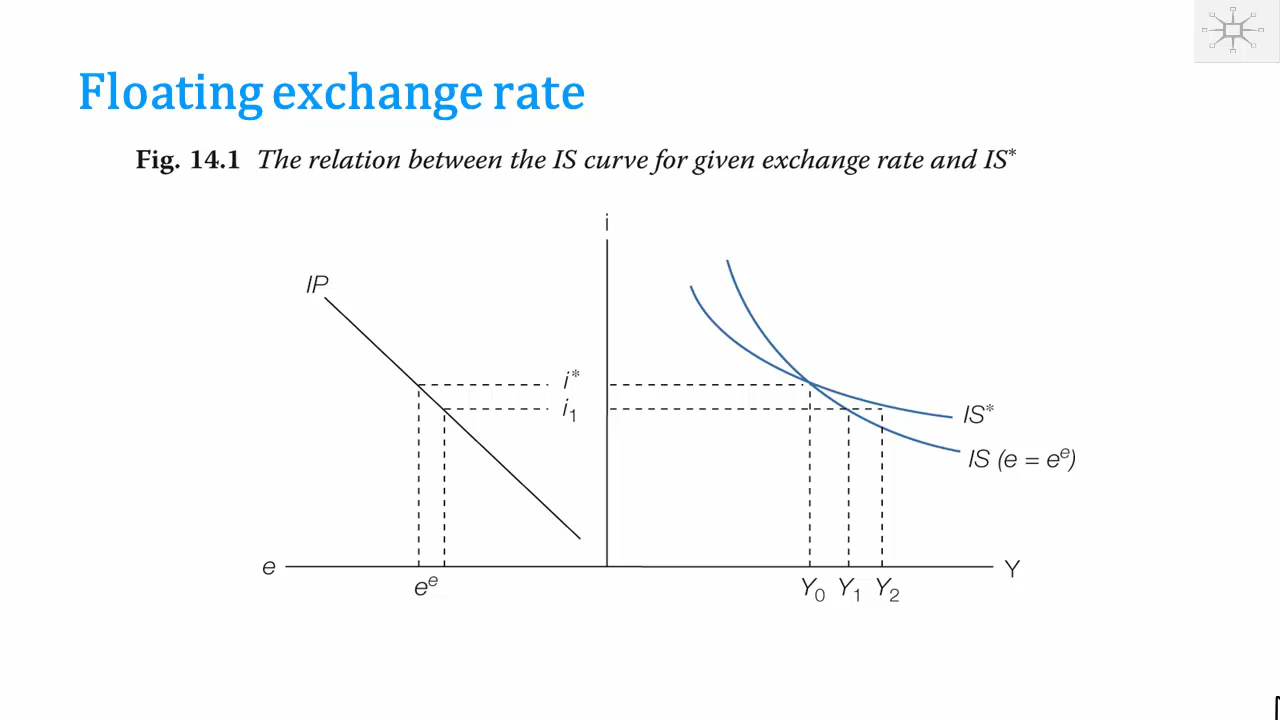 Floating exchange rate
Fig. 14.1 The relation between the IS curve for given exchange rate and IS*
i
IP
i*
i₁
IS*
IS (e = eᵉ)
e
Y
eᵉ
Y₀ Y₁ Y₂